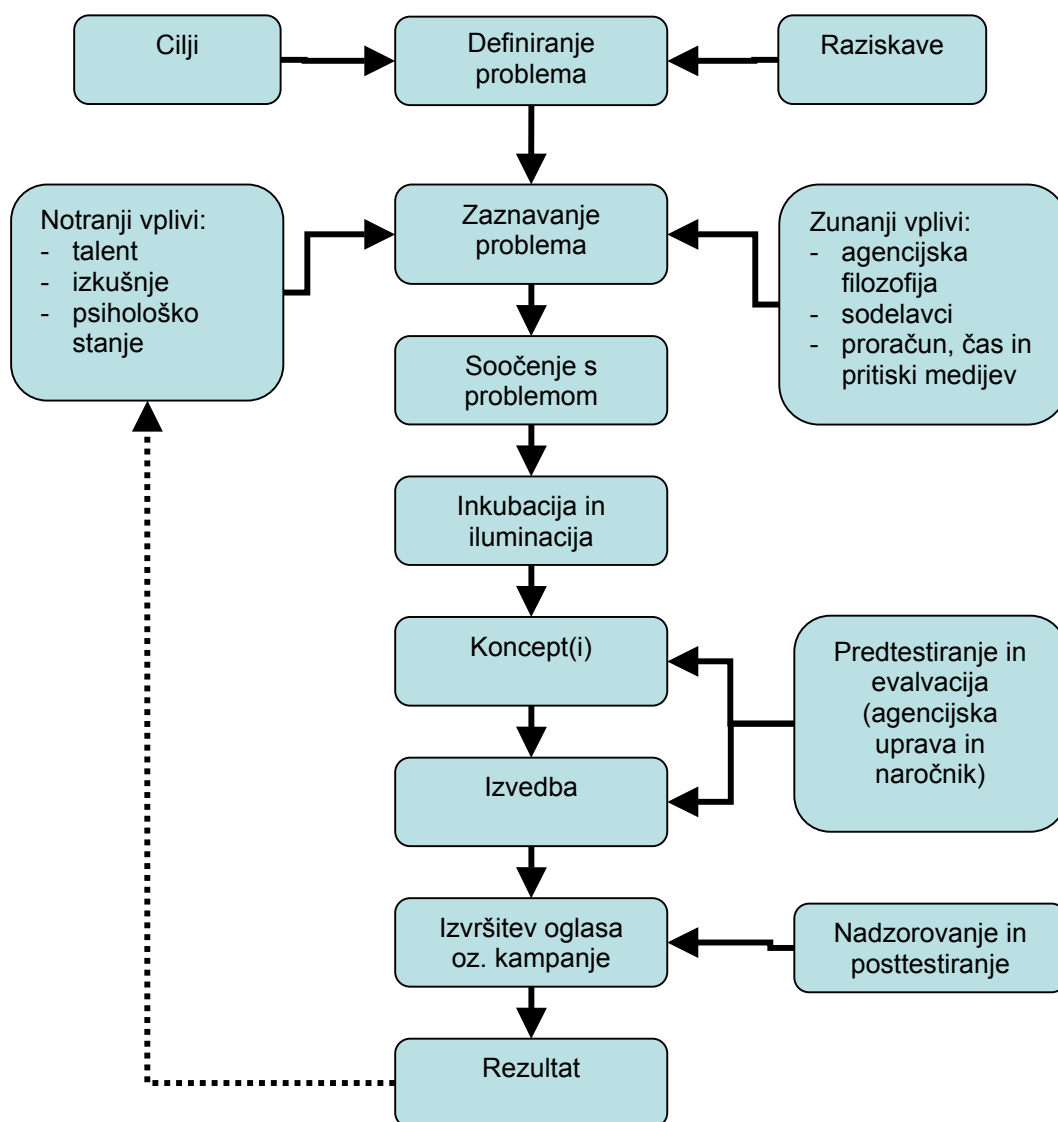 Cilji
Definiranje
problema
Raziskave
Notranji vplivi:
- talent
- izkušnje
- psihološko
stanje
Zaznavanje
problema
Zunanji vplivi:
- agencijska
filozofija
- sodelavci
- proračun, čas in
pritiski medijev
Soočenje s
problemom
Inkubacija in
iluminacija
Koncept(i)
Predtestiranje in
evalvacija
(agencijska
uprava in
naročnik)
Izvedba
Izvršitev oglasa
oz. kampanje
Nadzorovanje in
posttestiranje
Rezultat